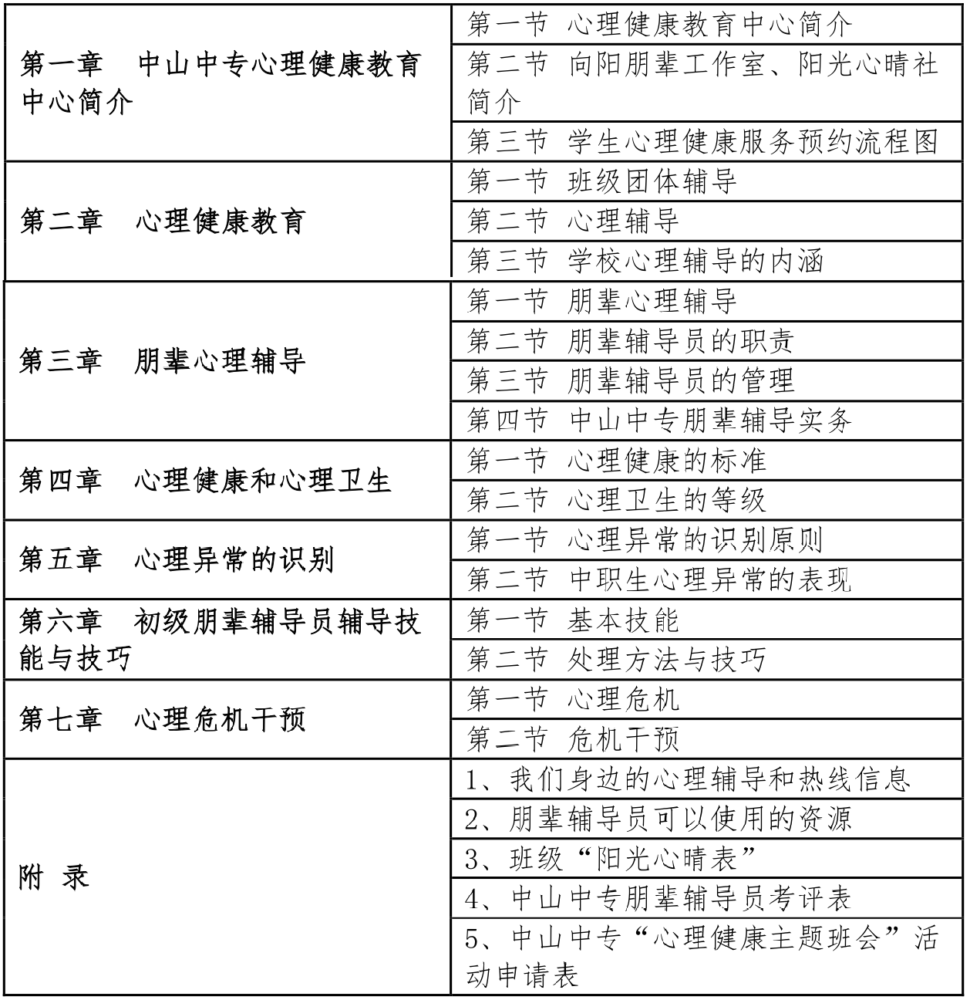 第一章　中山中专心理健康教育
中心简介
第一节 心理健康教育中心简介
第二节 向阳朋辈工作室、阳光心晴社
简介
第三节 学生心理健康服务预约流程图
第二章　心理健康教育
第一节 班级团体辅导
第二节 心理辅导
第三节 学校心理辅导的内涵
第三章　朋辈心理辅导
第一节 朋辈心理辅导
第二节 朋辈辅导员的职责
第三节 朋辈辅导员的管理
第四节 中山中专朋辈辅导实务
第四章　心理健康和心理卫生
第一节 心理健康的标准
第二节 心理卫生的等级
第五章　心理异常的识别
第一节 心理异常的识别原则
第二节 中职生心理异常的表现
第六章　初级朋辈辅导员辅导技
能与技巧
第一节 基本技能
第二节 处理方法与技巧
第七章　心理危机干预
第一节 心理危机
第二节 危机干预
附 录
1、我们身边的心理辅导和热线信息
2、朋辈辅导员可以使用的资源
3、班级“阳光心晴表”
4、中山中专朋辈辅导员考评表
5、中山中专“心理健康主题班会”活
动申请表